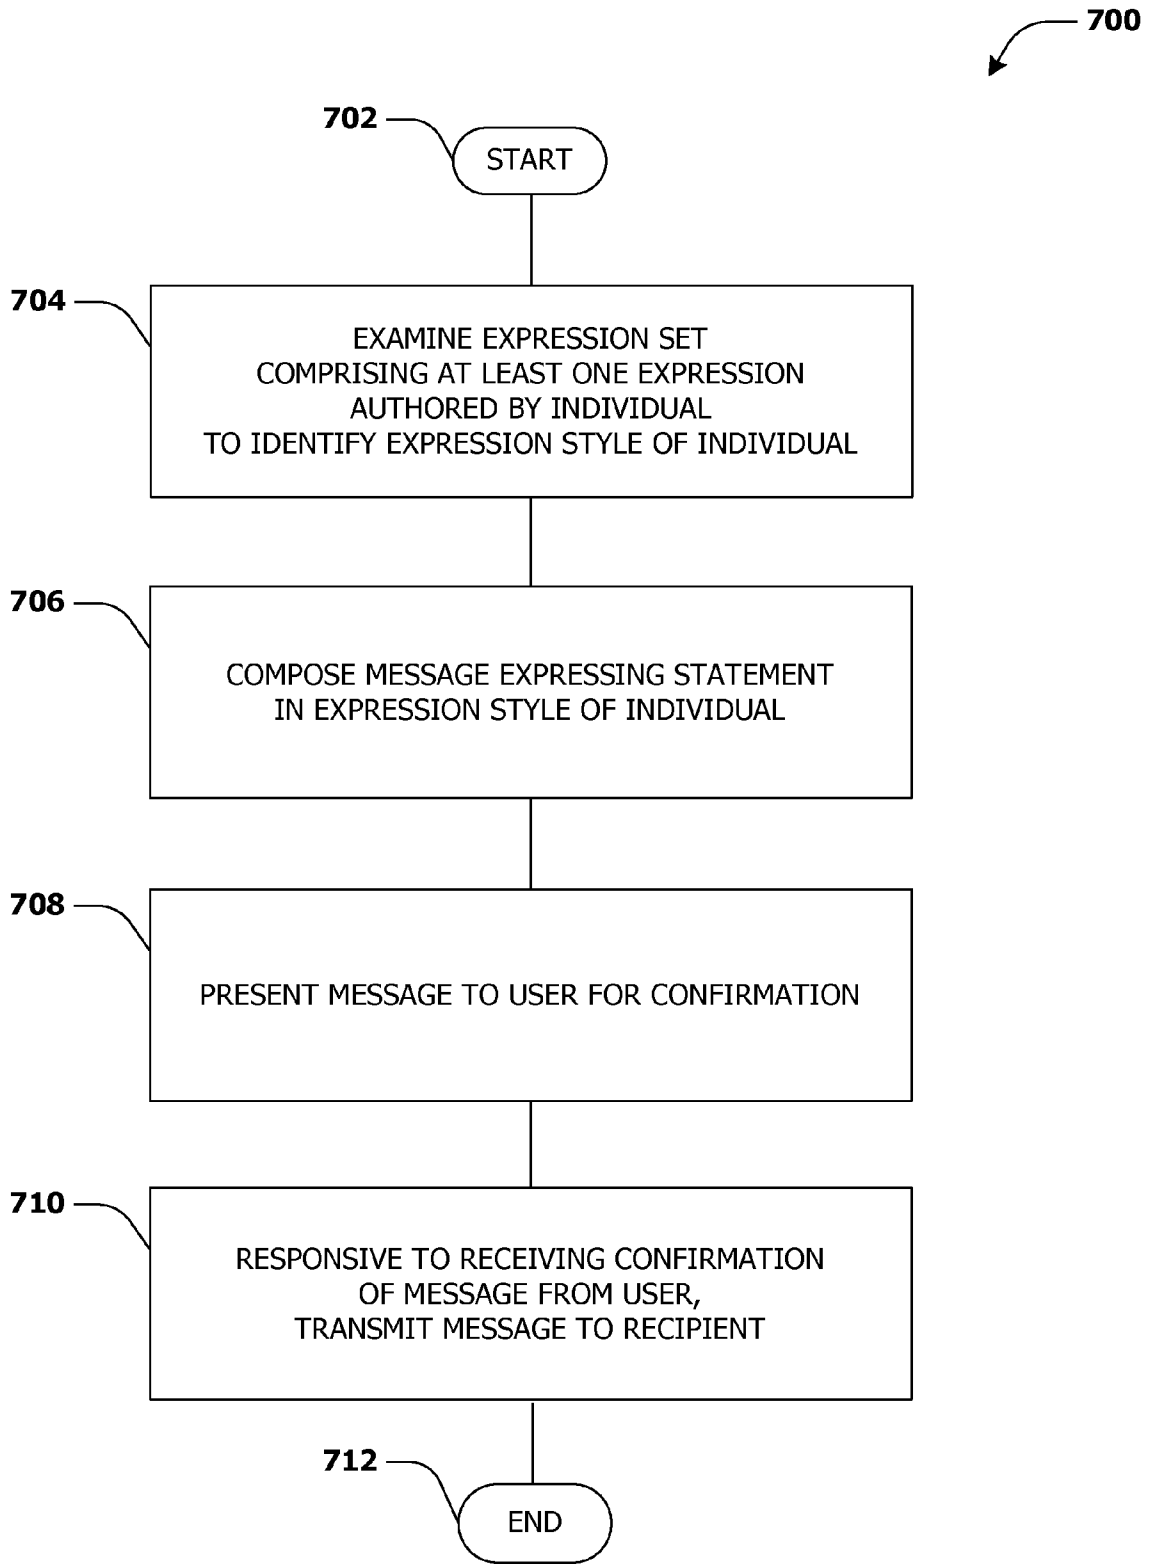 700
702
START
704
EXAMINE EXPRESSION SET
COMPRISING AT LEAST ONE EXPRESSION
AUTHORED BY INDIVIDUAL
TO IDENTIFY EXPRESSION STYLE OF INDIVIDUAL
706
COMPOSE MESSAGE EXPRESSING STATEMENT
IN EXPRESSION STYLE OF INDIVIDUAL
708
PRESENT MESSAGE TO USER FOR CONFIRMATION
710
RESPONSIVE TO RECEIVING CONFIRMATION
OF MESSAGE FROM USER,
TRANSMIT MESSAGE TO RECIPIENT
712
END